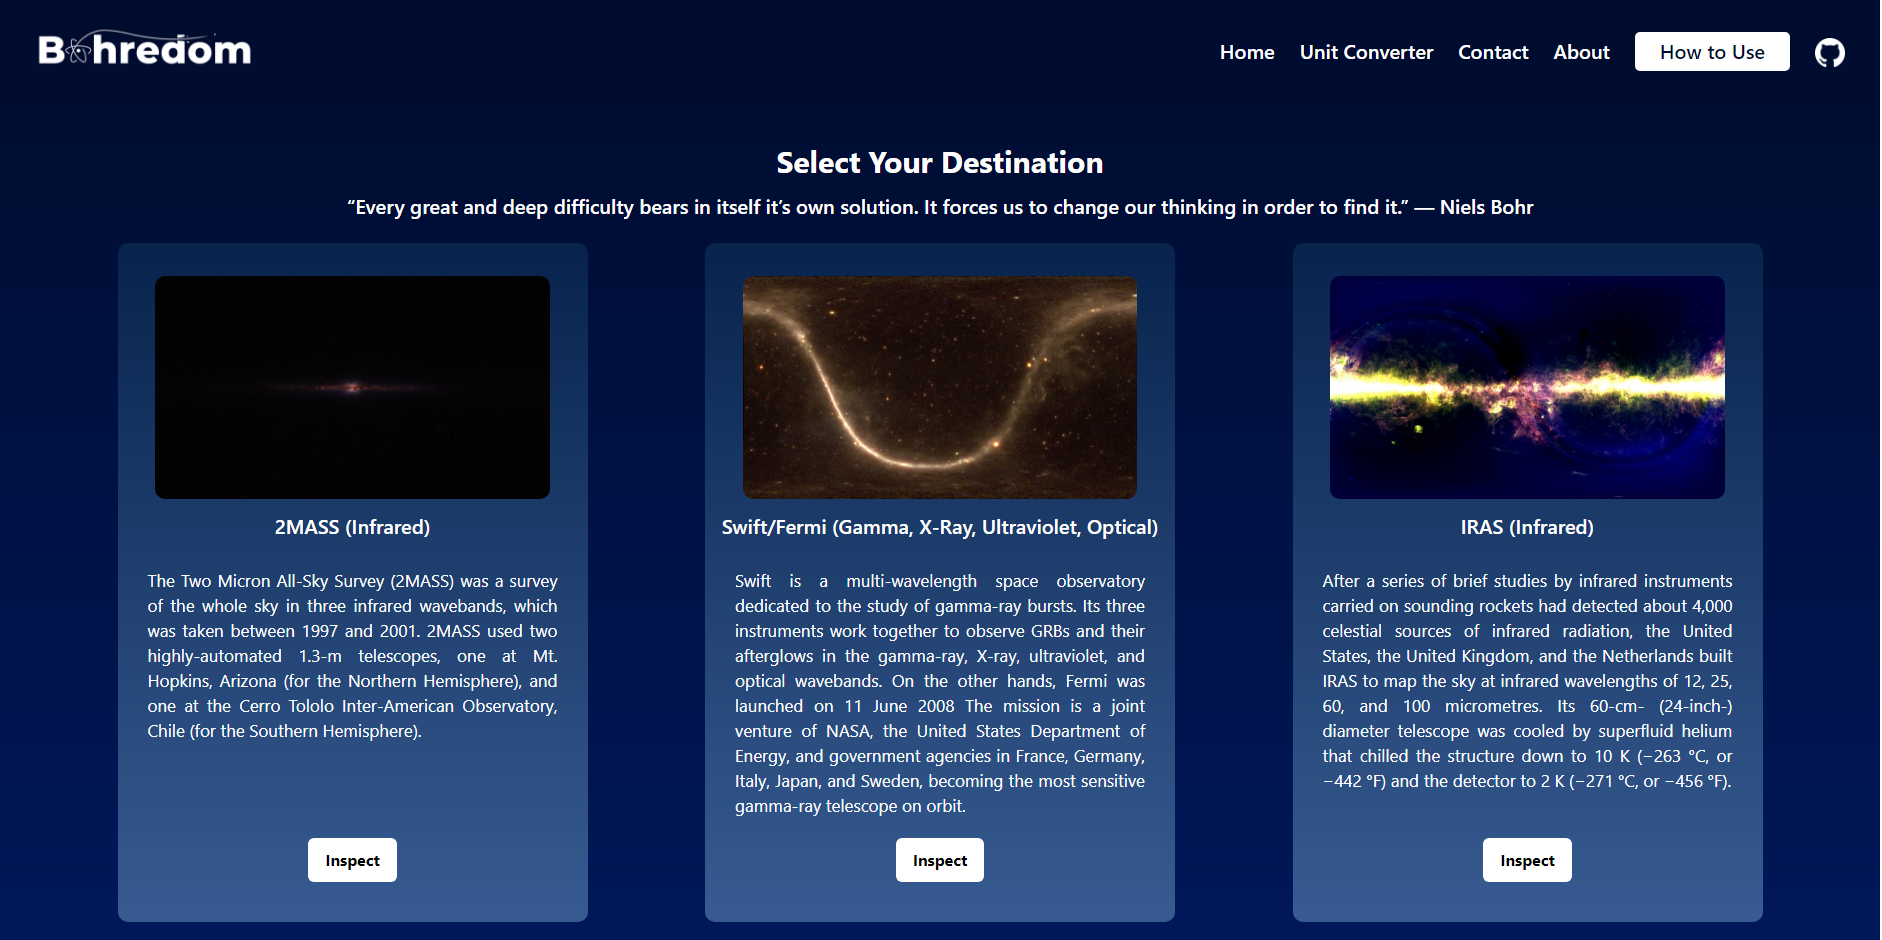 Bohredom
Home Unit Converter Contact About How to Use
Select Your Destination
“Every great and deep difficulty bears in itself it’s own solution. It forces us to change our thinking in order to find it.” — Niels Bohr
2MASS (Infrared)
The Two Micron All-Sky Survey (2MASS) was a survey
of the whole sky in three infrared wavebands, which
was taken between 1997 and 2001. 2MASS used two
highly-automated 1.3-m telescopes, one at Mt.
Hopkins, Arizona (for the Northern Hemisphere), and
one at the Cerro Tololo Inter-American Observatory,
Chile (for the Southern Hemisphere).
Inspect
Swift/Fermi (Gamma, X-Ray, Ultraviolet, Optical)
Swift is a multi-wavelength space observatory
dedicated to the study of gamma-ray bursts. Its three
instruments work together to observe GRBs and their
afterglows in the gamma-ray, X-ray, ultraviolet, and
optical wavebands. On the other hands, Fermi was
launched on 11 June 2008 The mission is a joint
venture of NASA, the United States Department of
Energy, and government agencies in France, Germany,
Italy, Japan, and Sweden, becoming the most sensitive
gamma-ray telescope on orbit.
Inspect
IRAS (Infrared)
After a series of brief studies by infrared instruments
carried on sounding rockets had detected about 4,000
celestial sources of infrared radiation, the United
States, the United Kingdom, and the Netherlands built
IRAS to map the sky at infrared wavelengths of 12, 25,
60, and 100 micrometres. Its 60-cm- (24-inch-)
diameter telescope was cooled by superfluid helium
that chilled the structure down to 10 K (−263 °C, or
−442 °F) and the detector to 2 K (−271 °C, or −456 °F).
Inspect